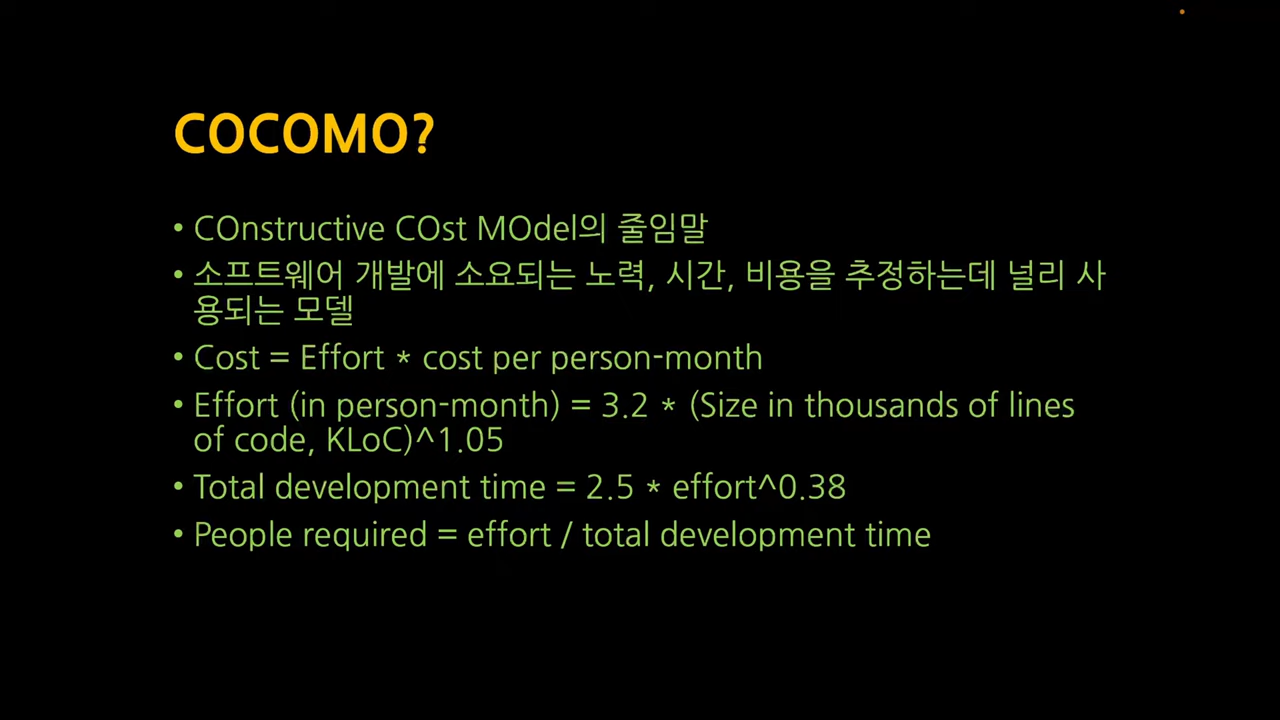 COCOMO?
• COnstructive COst MOdel의 줄임말
• 소프트웨어 개발에 소요되는 노력, 시간, 비용을 추정하는데 널리 사
용되는 모델
• Cost = Effort * cost per person-month
• Effort (in person-month) = 3.2 * (Size in thousands of lines
of code, KLoC)^1.05
• Total development time = 2.5 * effort^0.38
• People required = effort / total development time